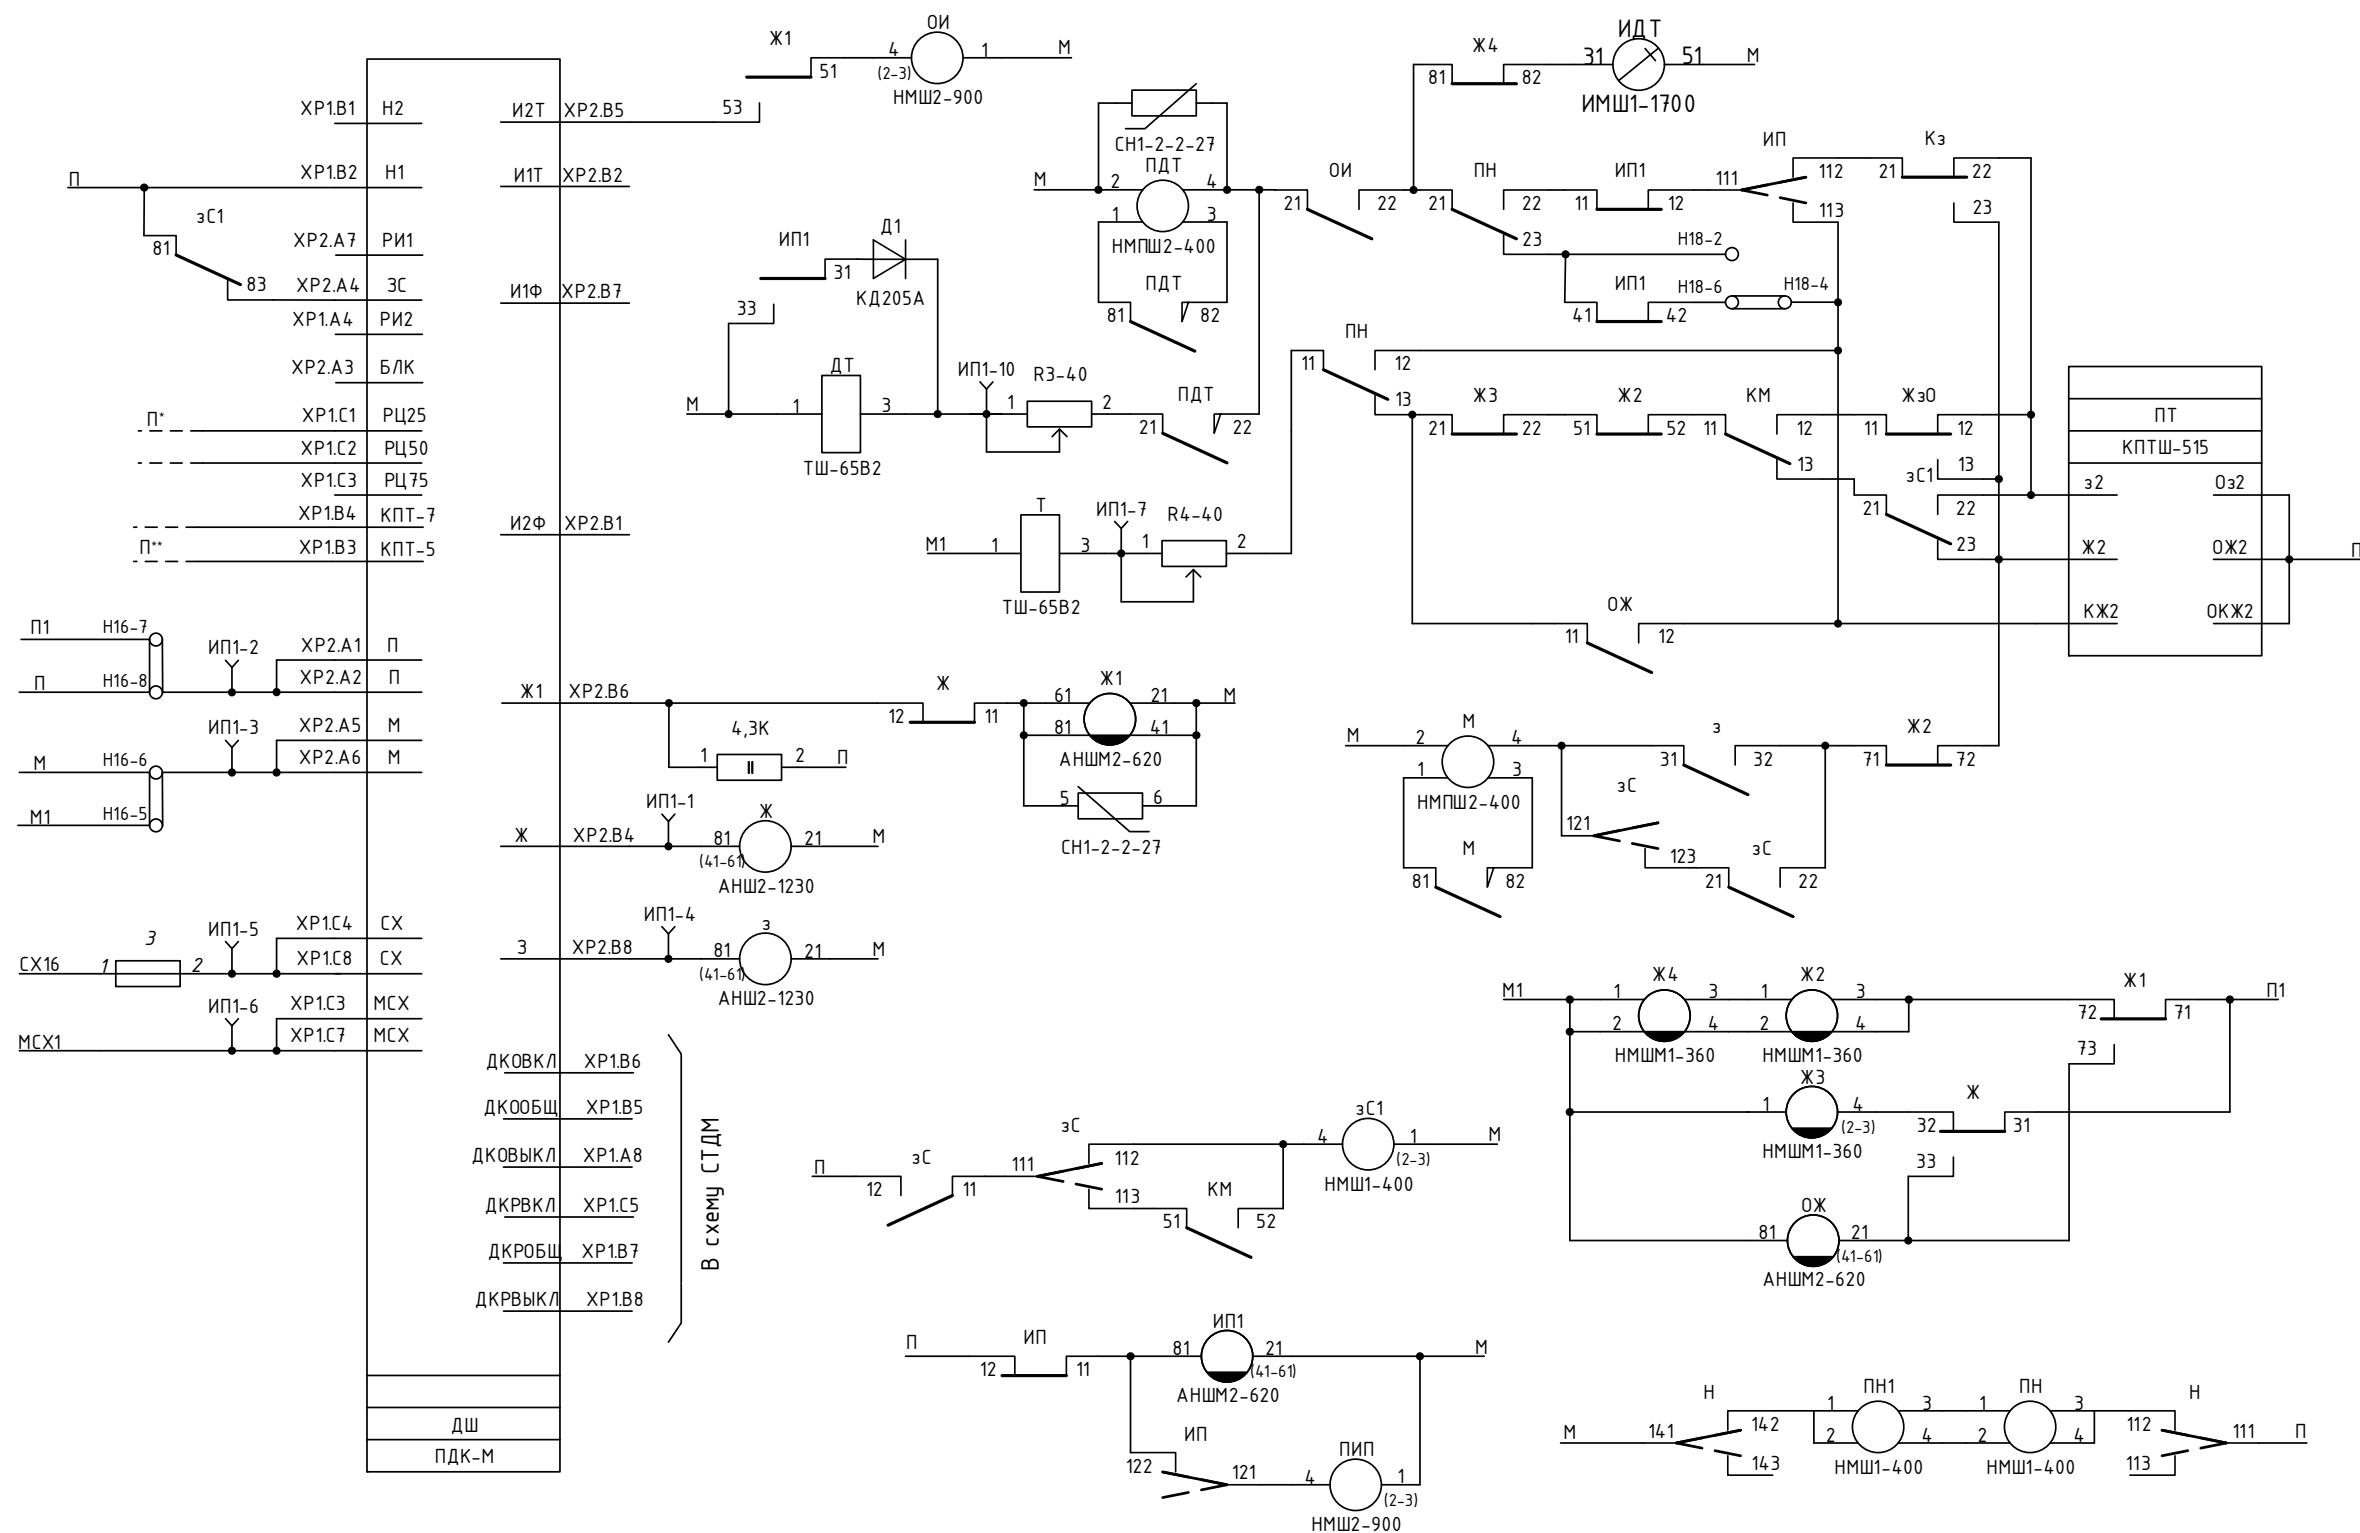 ХР1.В1 Н2
П ХР1.В2 Н1
зС1
81 83
ХР2.А7 РИ1
ХР2.А4 ЗС
ХР1.А4 РИ2
ХР2.А3 БЛК
П* ХР1.С1 РЦ25
ХР1.С2 РЦ50
ХР1.С3 РЦ75
ХР1.В4 КПТ-7
П** ХР1.В3 КПТ-5
П1 Н16-7
П Н16-8
ИП1-2
ХР2.А1 П
ХР2.А2 П
ИП1-3
ХР2.А5 М
ХР2.А6 М
М Н16-6
М1 Н16-5
СХ16 1 3 2
ИП1-5
ХР1.С4 СХ
ХР1.С8 СХ
ИП1-6
ХР1.С3 МСХ
ХР1.С7 МСХ
МСХ1
И2Т ХР2.В5
И1Т ХР2.В2
И1Ф ХР2.В7
И2Ф ХР2.В1
Ж1 ХР2.В6
Ж ХР2.В4
З ХР2.В8
ДКОВКЛ ХР1.В6
ДКООБЩ ХР1.В5
ДКОВЫКЛ ХР1.А8
ДКРВКЛ ХР1.С5
ДКРОБЩ ХР1.В7
ДКРВЫКЛ ХР1.В8
В схему СТДМ
ДШ
ПДК-М
Ж1
51 53
ОИ
4 (2-3) 1 М
НМШ2-900
СН1-2-2-27
ПДТ
М 2 4
1 3
НМПШ2-400
ПДТ
81 82
ИП1
31 33
Д1
КД205А
М 1 ДТ 3
ТШ-65В2
ИП1-10
R3-40
1 2
ПДТ
21 22
М1 1 Т 3
ТШ-65В2
ИП1-7
R4-40
1 2
ОИ
21 22
Ж4
81 82
ИДТ
31 51 М
ИМШ1-1700
ПН
21 22 23
ИП1
11 12
ИП
111 112 113
Кз
21 22 23
Н18-2
ИП1
41 42
Н18-6 Н18-4
ПН
11 12 13
Ж3
21 22
Ж2
51 52
КМ
11 12 13
ЖзО
11 12 13
зС1
21 22 23
ОЖ
11 12
ПТ
КПТШ-515
з2 Оз2
Ж2 ОЖ2
КЖ2 ОКЖ2
П
4,3К
1 2 П
Ж
12 11
Ж1
61 21 М
81 41
АНШМ2-620
5 6
СН1-2-2-27
ИП1-1
Ж
81 (41-61) 21 М
АНШ2-1230
ИП1-4
з
81 (41-61) 21 М
АНШ2-1230
М
М 2 4
1 3
НМПШ2-400
М
81 82
з
31 32
зС
121 123
зС
21 22
Ж2
71 72
М1
Ж4
1 3
2 4
НМШМ1-360
Ж2
1 3
2 4
НМШМ1-360
Ж1
72 71 73
П1
Ж3
1 4 (2-3)
НМШМ1-360
Ж
32 31 33
ОЖ
81 21 (41-61)
АНШМ2-620
П
зС
12 11
зС
111 112 113
КМ
51 52
зС1
4 1 (2-3) М
НМШ1-400
П
ИП
12 11
ИП1
81 21 (41-61) М
АНШМ2-620
ИП
122 121
ПИП
4 1 (2-3)
НМШ2-900
М
Н
141 142 143
ПН1
1 3
2 4
НМШ1-400
ПН
1 3
2 4
НМШ1-400
Н
112 111 113
П